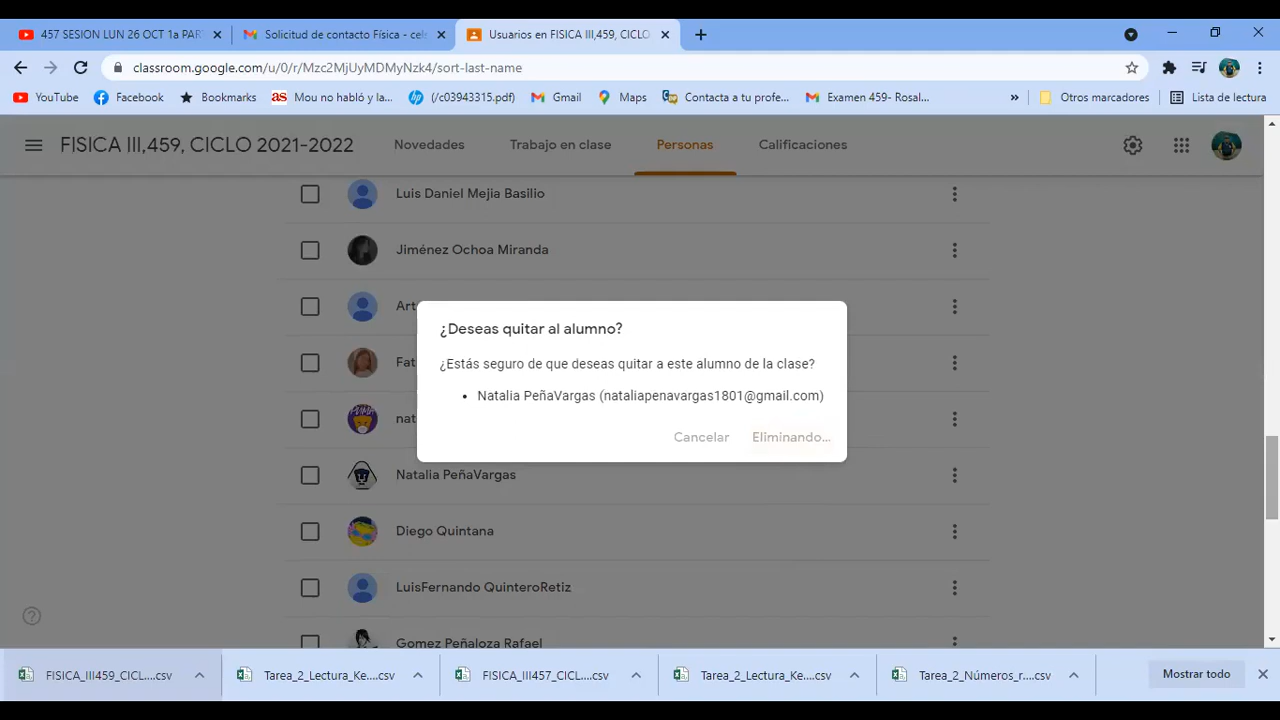 457 SESION LUN 26 OCT 1a PAR
Solicitud de contacto Física - cel
Usuarios en FISICA III,459, CICLO
classroom.google.com/u/0/r/Mzc2MjUyMDMyNzk4/sort-last-name
YouTube
Facebook
Bookmarks
as Mou no habló y la...
hp (/c03943315.pdf)
Gmail
Maps
Contacta a tu profe...
Examen 459- Rosal...
»
Otros marcadores
Lista de lectura
FISICA III,459, CICLO 2021-2022
Novedades
Trabajo en clase
Personas
Calificaciones
Luis Daniel Mejia Basilio
Jiménez Ochoa Miranda
Art
Fat
nat
¿Deseas quitar al alumno?
¿Estás seguro de que deseas quitar a este alumno de la clase?
• Natalia PeñaVargas (nataliapenavargas1801@gmail.com)
Cancelar
Eliminando...
Natalia PeñaVargas
Diego Quintana
LuisFernando QuinteroRetiz
Gomez Peñaloza Rafael
FISICA_III459_CICL....csv
Tarea_2_Lectura_Ke....csv
FISICA_III457_CICL....csv
Tarea_2_Lectura_Ke....csv
Tarea_2_Números_r....csv
Mostrar todo